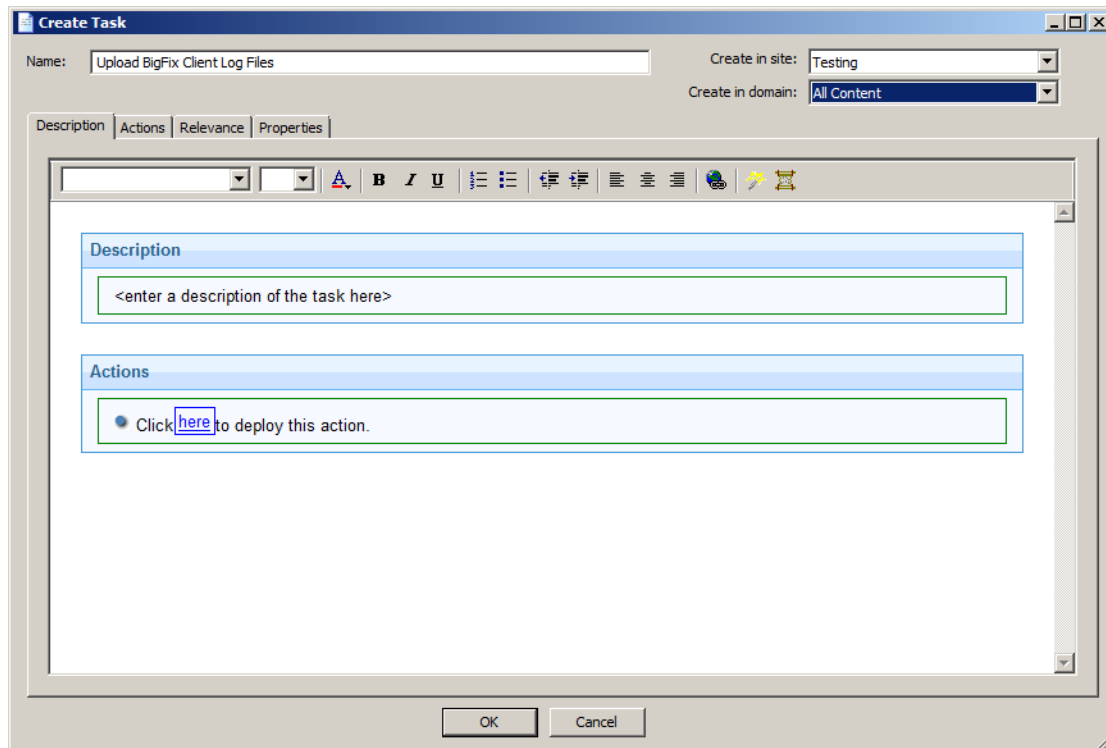 Create Task
Name: Upload BigFix Client Log Files Create in site: Testing
Create in domain: All Content
Description Actions Relevance Properties
A B I U
Description
<enter a description of the task here>
Actions
Click here to deploy this action.
OK Cancel